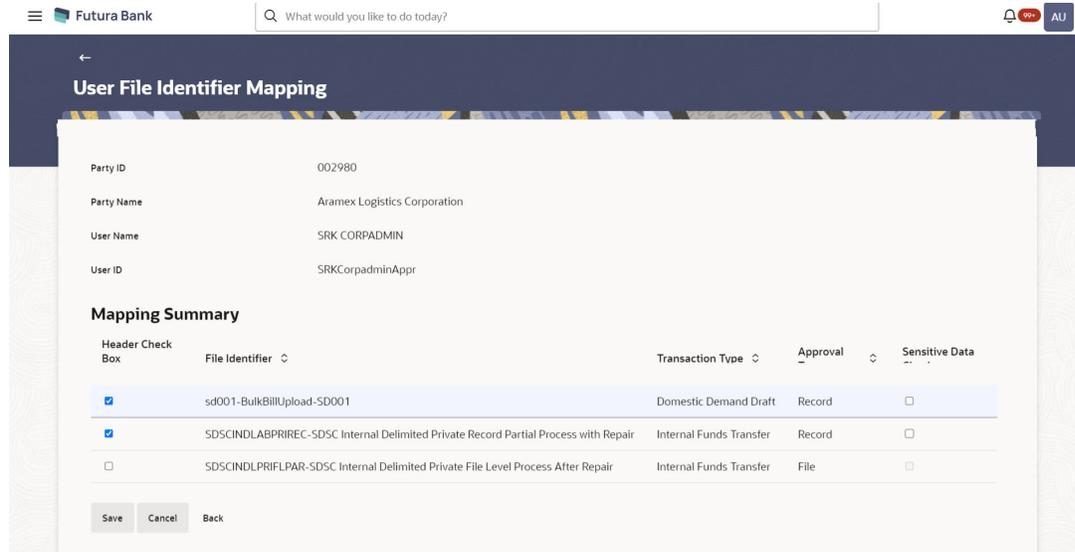 Futura Bank
What would you like to do today?
99+
AU
User File Identifier Mapping
Party ID 002980
Party Name Aramex Logistics Corporation
User Name SRK CORPADMIN
User ID SRKCorpadminAppr
Mapping Summary
Header Check Box File Identifier Transaction Type Approval Sensitive Data
sd001-BulkBillUpload-SD001 Domestic Demand Draft Record
SDSCINDLABPRIREC-SDSC Internal Delimited Private Record Partial Process with Repair Internal Funds Transfer Record
SDSCINDLPRIFLPAR-SDSC Internal Delimited Private File Level Process After Repair Internal Funds Transfer File
Save Cancel Back